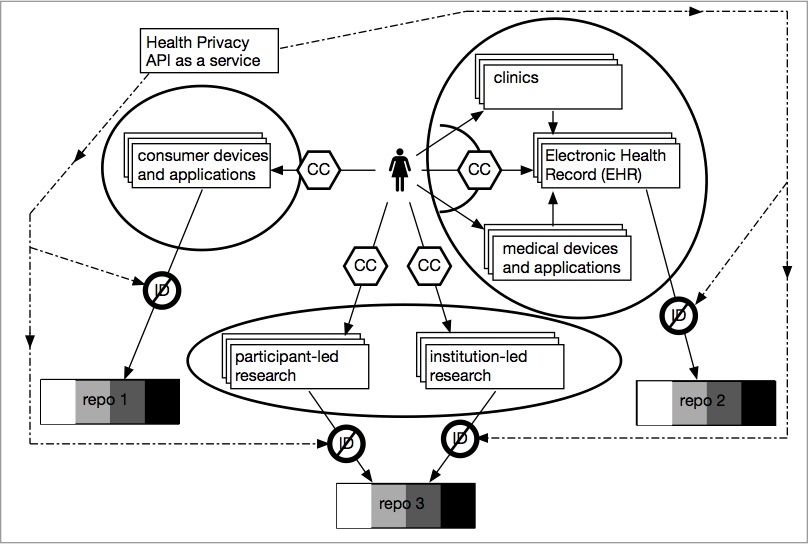 Health Privacy
API as a service
clinics
consumer devices
and applications
CC
CC
Electronic Health
Record (EHR)
medical devices
and applications
CC
CC
ID
ID
participant-led
research
institution-led
research
repo 1
repo 2
ID
ID
repo 3